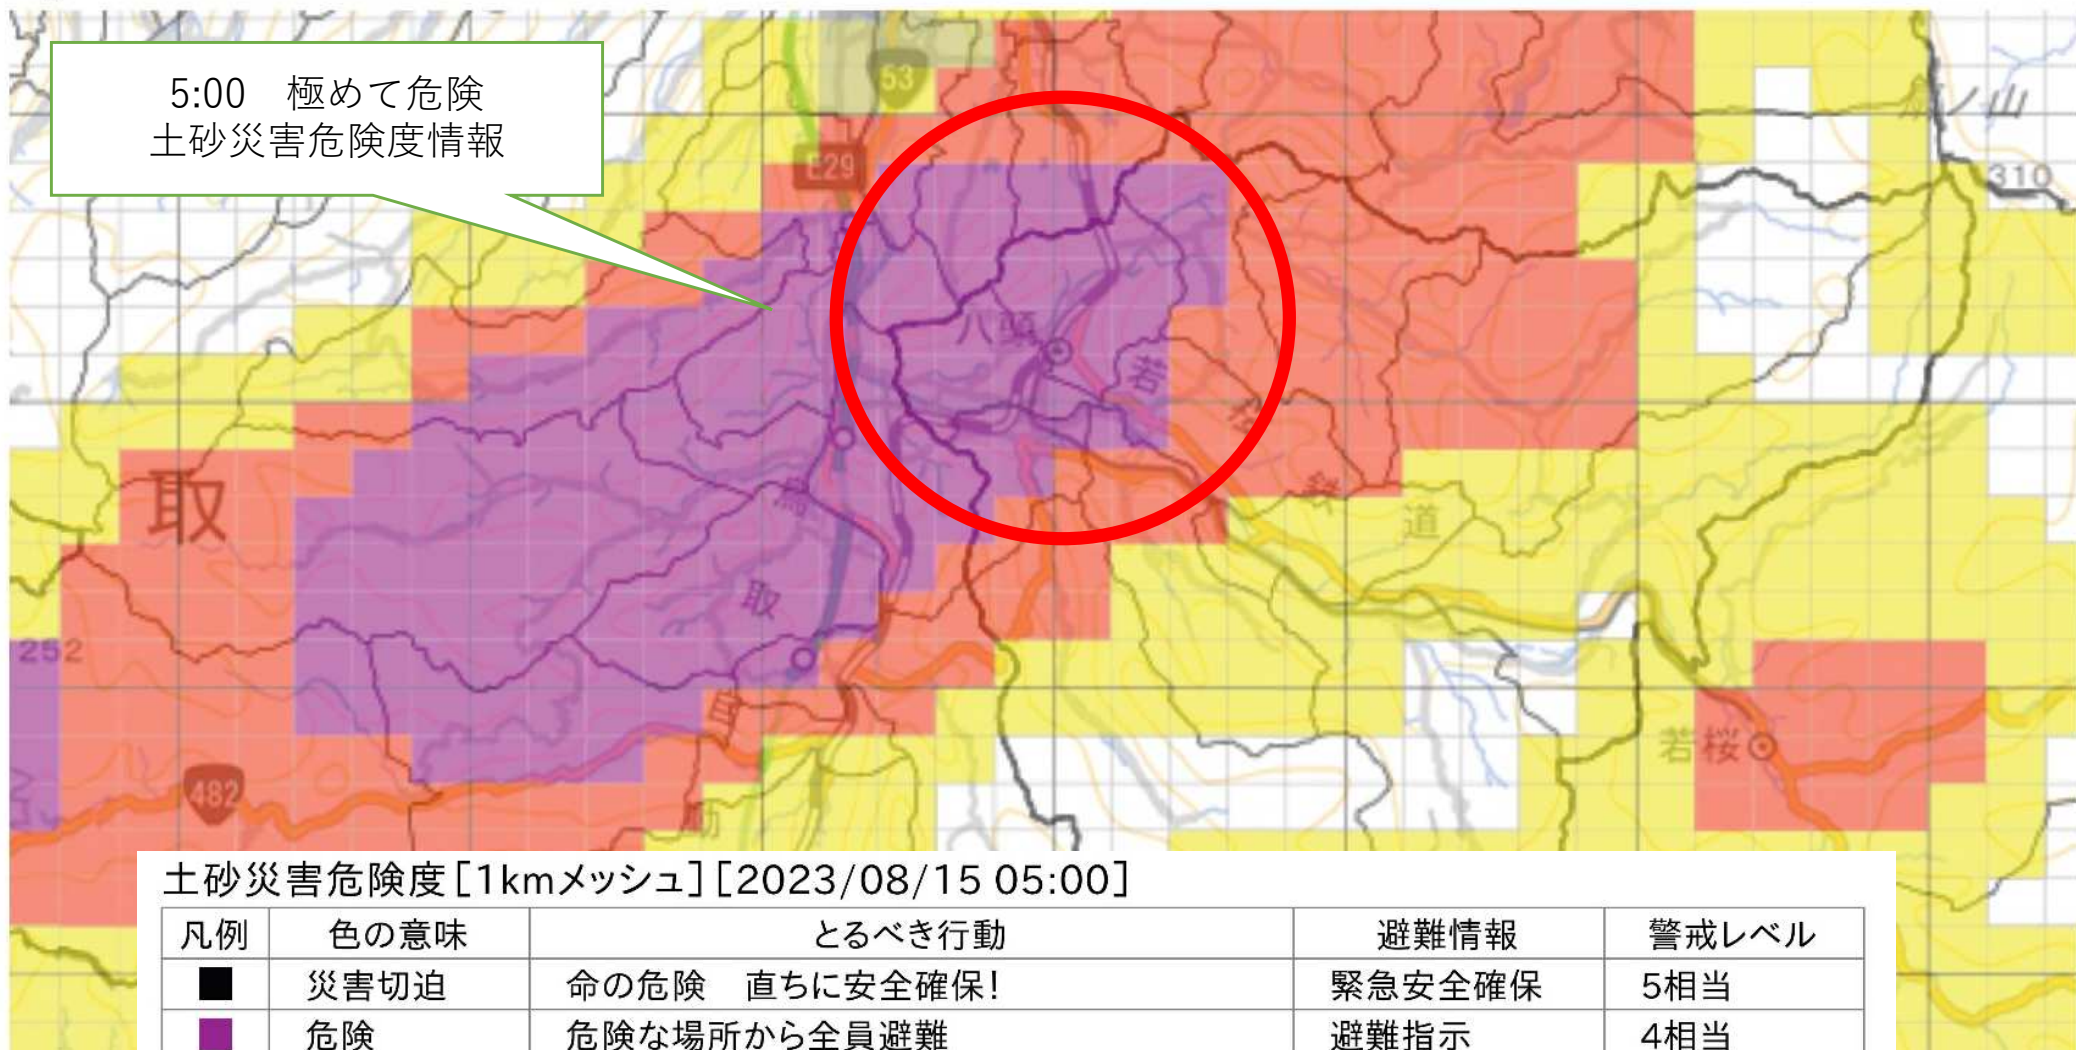 5:00　極めて危険
土砂災害危険度情報
53
E29
310
八頭
若
桜
鉄
道
取
鳥
取
自
252
482
若桜
土砂災害危険度[1kmメッシュ][2023/08/15 05:00]
凡例 色の意味 とるべき行動 避難情報 警戒レベル
災害切迫 命の危険　直ちに安全確保! 緊急安全確保 5相当
危険 危険な場所から全員避難 避難指示 4相当